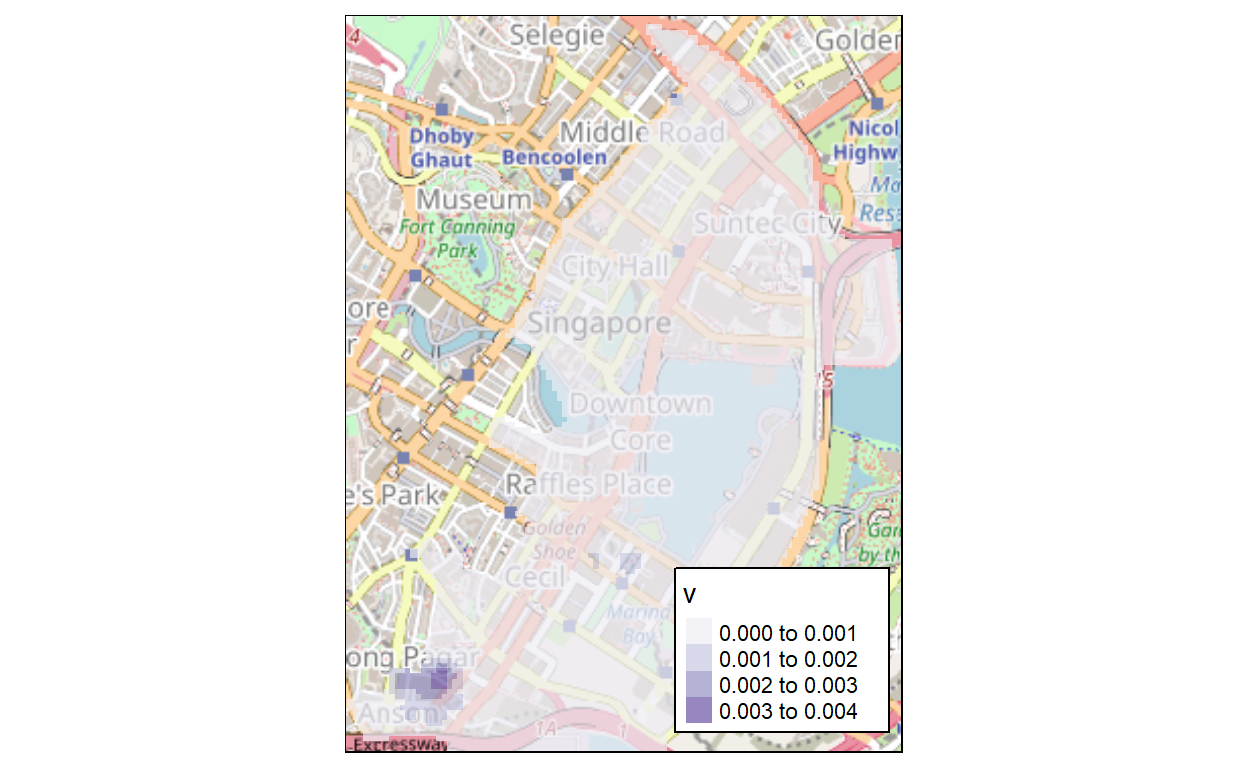 4
Selegie
Golder
Dhoby
Ghaut
Middle Road
Bencoolen
Nicol
Highw
Museum
Ma
Res
Fort Canning
Park
Suntec City
City Hall
ore
Singapore
r
15
Downtown
Core
e's Park
Raffles Place
Golden
Shoe
Gar
by th
Cecil
Marina
Bay
ong Pagar
Anson
1A
1
Expressway
v
0.000 to 0.001
0.001 to 0.002
0.002 to 0.003
0.003 to 0.004